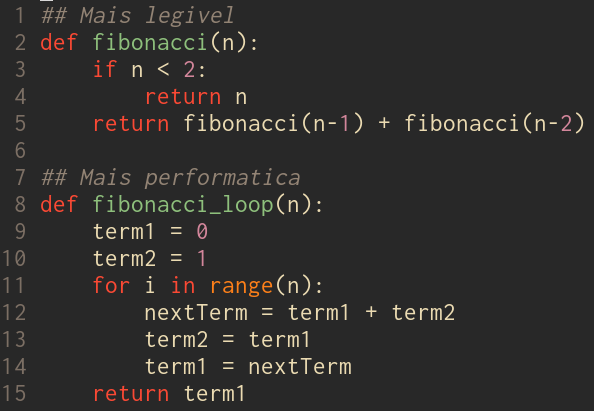 1 ## Mais legivel
2 def fibonacci(n):
3     if n < 2:
4         return n
5     return fibonacci(n-1) + fibonacci(n-2)
6
7 ## Mais performatica
8 def fibonacci_loop(n):
9     term1 = 0
10     term2 = 1
11     for i in range(n):
12         nextTerm = term1 + term2
13         term2 = term1
14         term1 = nextTerm
15     return term1